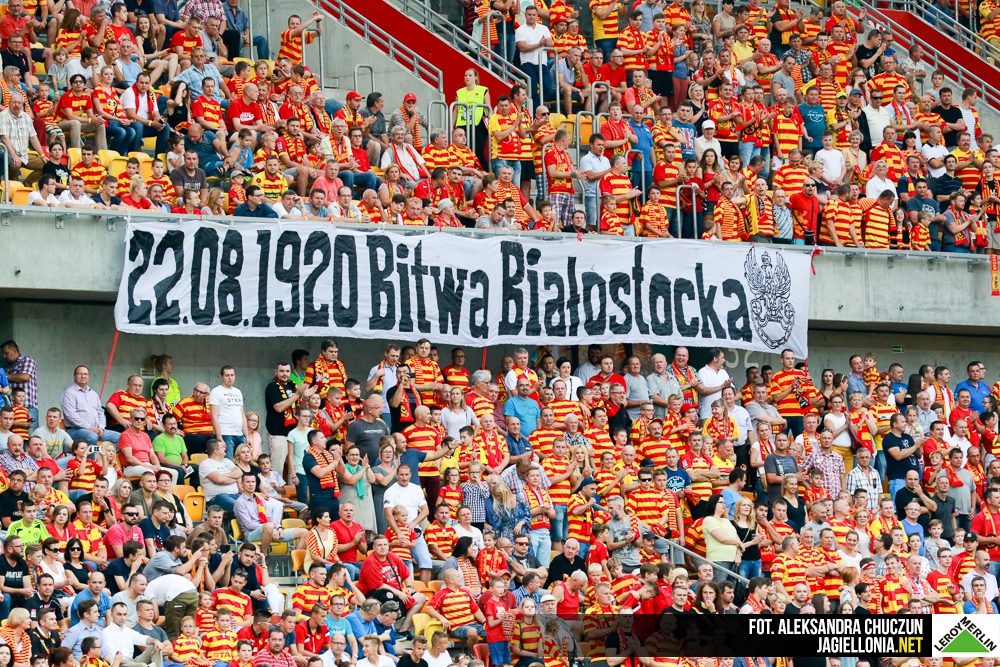 22.08.1920 Bitwa Białostocka
FOT. ALEKSANDRA CHUCZUN
JAGIELLONIA.NET
LEROY MERLIN